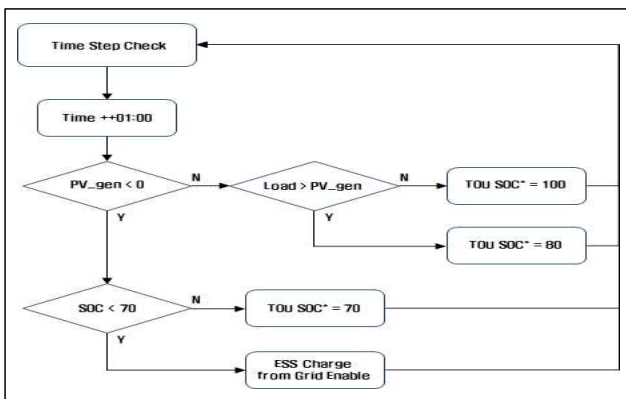 Time Step Check
Time ++01:00
PV_gen < 0
N
Load > PV_gen
N
TOU SOC* = 100
Y
Y
TOU SOC* = 80
SOC < 70
N
TOU SOC* = 70
Y
ESS Charge
from Grid Enable